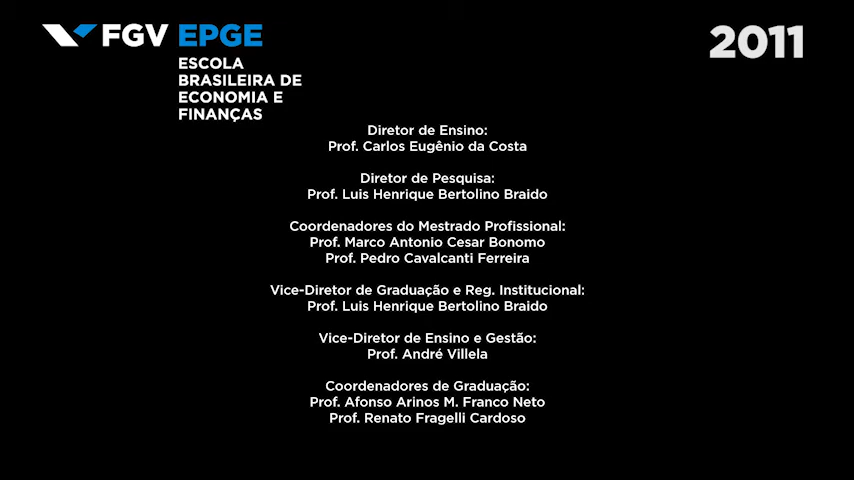 FGV EPGE
ESCOLA
BRASILEIRA DE
ECONOMIA E
FINANÇAS
2011
Diretor de Ensino:
Prof. Carlos Eugênio da Costa
Diretor de Pesquisa:
Prof. Luis Henrique Bertolino Braido
Coordenadores do Mestrado Profissional:
Prof. Marco Antonio Cesar Bonomo
Prof. Pedro Cavalcanti Ferreira
Vice-Diretor de Graduação e Reg. Institucional:
Prof. Luis Henrique Bertolino Braido
Vice-Diretor de Ensino e Gestão:
Prof. André Villela
Coordenadores de Graduação:
Prof. Afonso Arinos M. Franco Neto
Prof. Renato Fragelli Cardoso